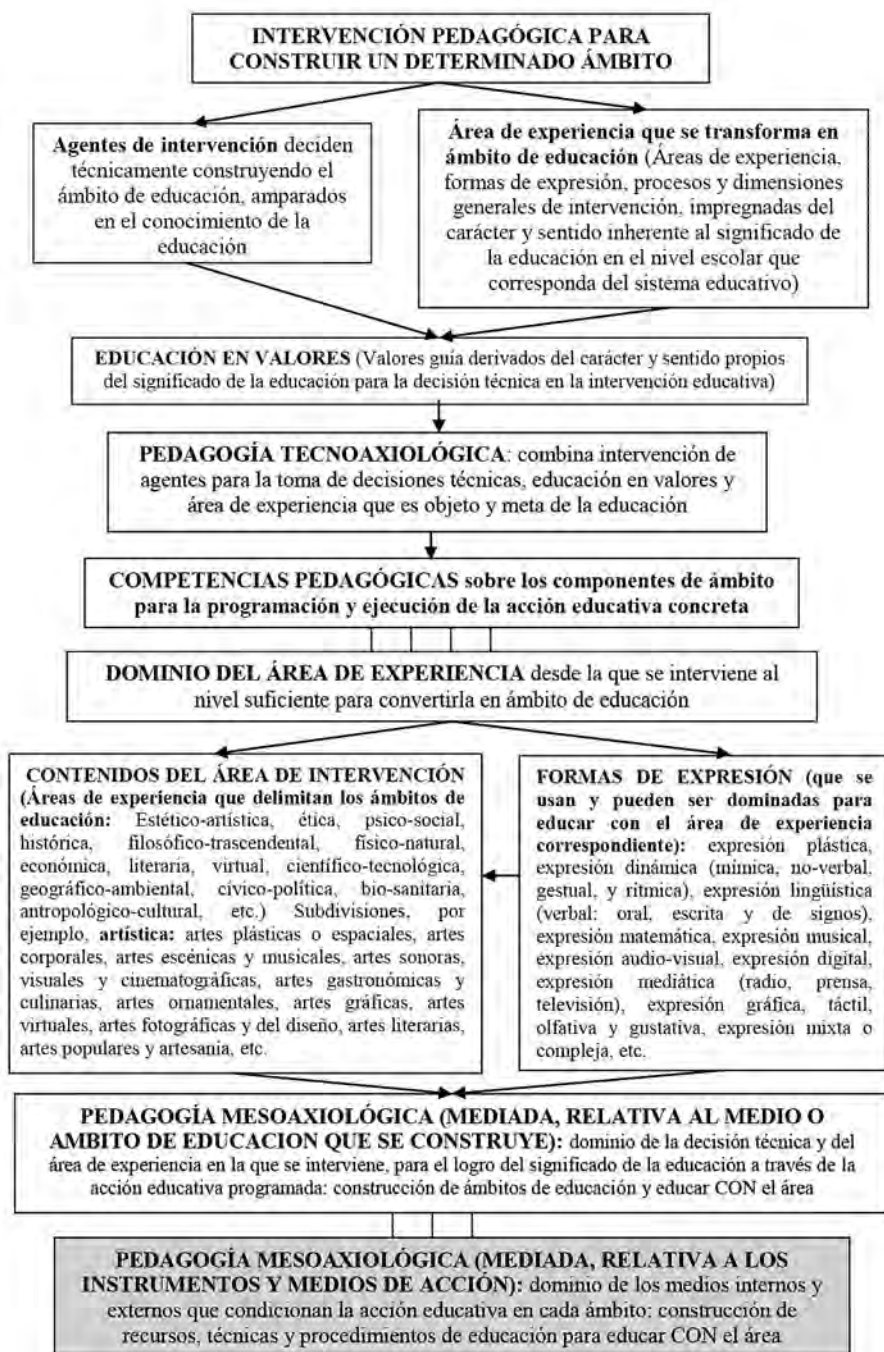 INTERVENCIÓN PEDAGÓGICA PARA
CONSTRUIR UN DETERMINADO ÁMBITO
Agentes de intervención deciden
técnicamente construyendo el
ámbito de educación, amparados
en el conocimiento de la
educación
Área de experiencia que se transforma en
ámbito de educación (Áreas de experiencia,
formas de expresión, procesos y dimensiones
generales de intervención, impregnadas del
carácter y sentido inherente al significado de
la educación en el nivel escolar que
corresponda del sistema educativo)
EDUCACIÓN EN VALORES (Valores guía derivados del carácter y sentido propios
del significado de la educación para la decisión técnica en la intervención educativa)
PEDAGOGÍA TECNOAXIOLÓGICA: combina intervención de
agentes para la toma de decisiones técnicas, educación en valores y
área de experiencia que es objeto y meta de la educación
COMPETENCIAS PEDAGÓGICAS sobre los componentes de ámbito
para la programación y ejecución de la acción educativa concreta
DOMINIO DEL ÁREA DE EXPERIENCIA desde la que se interviene al
nivel suficiente para convertirla en ámbito de educación
CONTENIDOS DEL ÁREA DE INTERVENCIÓN
(Áreas de experiencia que delimitan los ámbitos de
educación: Estético-artística, ética, psico-social,
histórica, filosófico-trascendental, físico-natural,
económica, literaria, virtual, científico-tecnológica,
geográfico-ambiental, cívico-política, bio-sanitaria,
antropológico-cultural, etc.) Subdivisiones, por
ejemplo, artística: artes plásticas o espaciales, artes
corporales, artes escénicas y musicales, artes sonoras,
visuales y cinematográficas, artes gastronómicas y
culinarias, artes ornamentales, artes gráficas, artes
virtuales, artes fotográficas y del diseño, artes literarias,
artes populares y artesanía, etc.
FORMAS DE EXPRESIÓN (que se
usan y pueden ser dominadas para
educar con el área de experiencia
correspondiente): expresión plástica,
expresión dinámica (mímica, no-verbal,
gestual, y rítmica), expresión lingüística
(verbal: oral, escrita y de signos),
expresión matemática, expresión musical,
expresión audio-visual, expresión digital,
expresión mediática (radio, prensa,
televisión), expresión gráfica, táctil,
olfativa y gustativa, expresión mixta o
compleja, etc.
PEDAGOGÍA MESOAXIOLÓGICA (MEDIADA, RELATIVA AL MEDIO O
AMBITO DE EDUCACION QUE SE CONSTRUYE): dominio de la decisión técnica y del
área de experiencia en la que se interviene, para el logro del significado de la educación a través de la
acción educativa programada: construcción de ámbitos de educación y educar CON el área
PEDAGOGÍA MESOAXIOLÓGICA (MEDIADA, RELATIVA A LOS
INSTRUMENTOS Y MEDIOS DE ACCIÓN): dominio de los medios internos y
externos que condicionan la acción educativa en cada ámbito: construcción de
recursos, técnicas y procedimientos de educación para educar CON el área